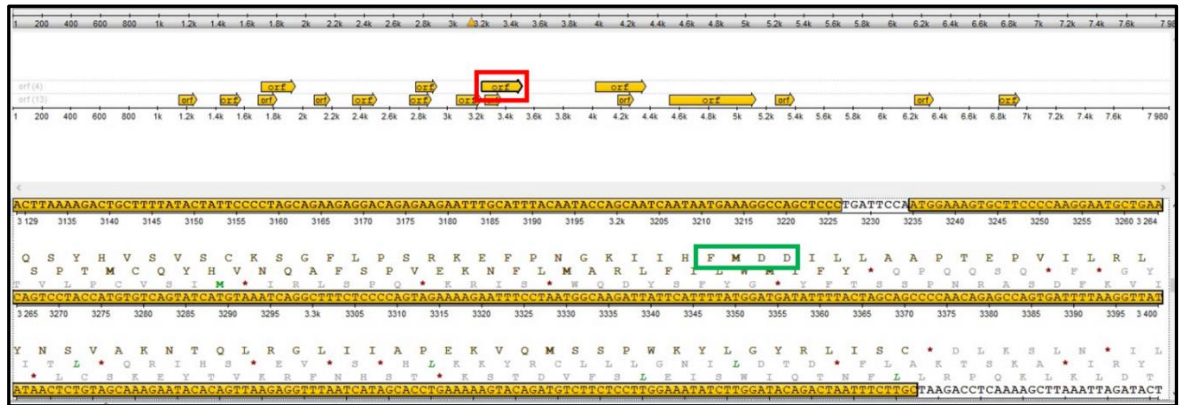 1 200 400 600 800 1k 1.2k 1.4k 1.6k 1.8k 2k 2.2k 2.4k 2.6k 2.8k 3k 3.2k 3.4k 3.6k 3.8k 4k 4.2k 4.4k 4.6k 4.8k 5k 5.2k 5.4k 5.6k 5.8k 6k 6.2k 6.4k 6.6k 6.8k 7k 7.2k 7.4k 7.6k 7.98
orf (4) orf orf orf orf
orf (13) orf orf orf orf orf orf orf orf orf orf orf orf orf
1 200 400 600 800 1k 1.2k 1.4k 1.6k 1.8k 2k 2.2k 2.4k 2.6k 2.8k 3k 3.2k 3.4k 3.6k 3.8k 4k 4.2k 4.4k 4.6k 4.8k 5k 5.2k 5.4k 5.6k 5.8k 6k 6.2k 6.4k 6.6k 6.8k 7k 7.2k 7.4k 7.6k 7 980
ACTTAAAAGACTGCTTTTATACTATTCCCCTAGCAGAAGAGGACAGAGAAGAATTTGCATTTACAATACCAGCAATCAATAATGAAAGGCCAGCTCCCTGATTCCAATGGAAAGTGCTTCCCCAAGGAATGCTGAA
3 129 3135 3140 3145 3150 3155 3160 3165 3170 3175 3180 3185 3190 3195 3.2k 3205 3210 3215 3220 3225 3230 3235 3240 3245 3250 3255 3 264
Q S Y H V S V S C K S G F L P S R K E F P N G K I I H F M D D I L L A A P T E P V I L R L
S P T M C Q Y H V N Q A F S P V E K N F L M A R L F I L W M I F Y * Q P Q Q S Q * F * G Y
T V L P C V S I M * I R L S P Q * K R I S * W Q D Y S F Y G * Y F T S S P N R A S D F K V I
CAGTCCTACCATGTGTCAGTATCATGTAAATCAGGCTTTCTCCCCAGTAGAAAAGAATTTCCTAATGGCAAGATTATTCATTTTATGGATGATATTTTACTAGCAGCCCCAACAGAGCCAGTGATTTTAAGGTTAT
3 265 3270 3275 3280 3285 3290 3295 3.3k 3305 3310 3315 3320 3325 3330 3335 3340 3345 3350 3355 3360 3365 3370 3375 3380 3385 3390 3395 3 400
Y N S V A K N T Q L R G L I I A P E K V Q M S S P W K Y L G Y R L I S C * D L K S L N * I L
I T L * Q R I H S * E V * S * H L K K Y R C L L L G N I L D T D * F L A K T S K A * I R Y
* L C S K E Y T V K R F N H S T * K S T D V F S L E I S W I Q T N F L L R P Q K L K L D T
ATAACTCTGTAGCAAAGAATACACAGTTAAGAGGTTTAATCATAGCACCTGAAAAAGTACAGATGTCTTCTCCTTGGAAATATCTTGGATACAGACTAATTTCTTGCTAAGACCTCAAAAGCTTAAATTAGATACT